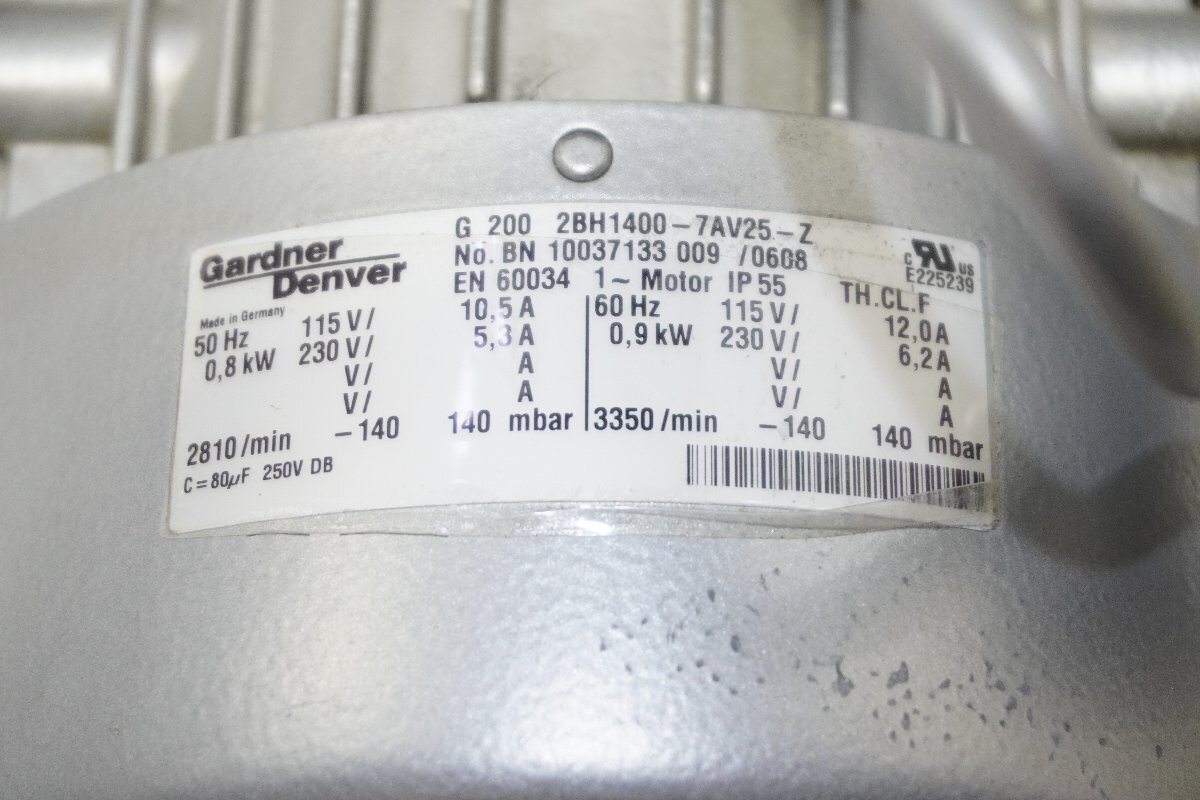 G 200 2BH1400-7AV25-Z
Gardner Denver
No. BN 10037133 009 /0608
c RU us
E225239
EN 60034 1~ Motor IP 55 TH.CL.F
Made in Germany
50 Hz 115 V/ 10,5 A 60 Hz 115 V/ 12,0 A
0,8 kW 230 V/ 5,3 A 0,9 kW 230 V/ 6,2 A
V/ A V/ A
V/ A V/ A
2810/min -140 140 mbar 3350/min -140 140 mbar
C=80µF 250V DB